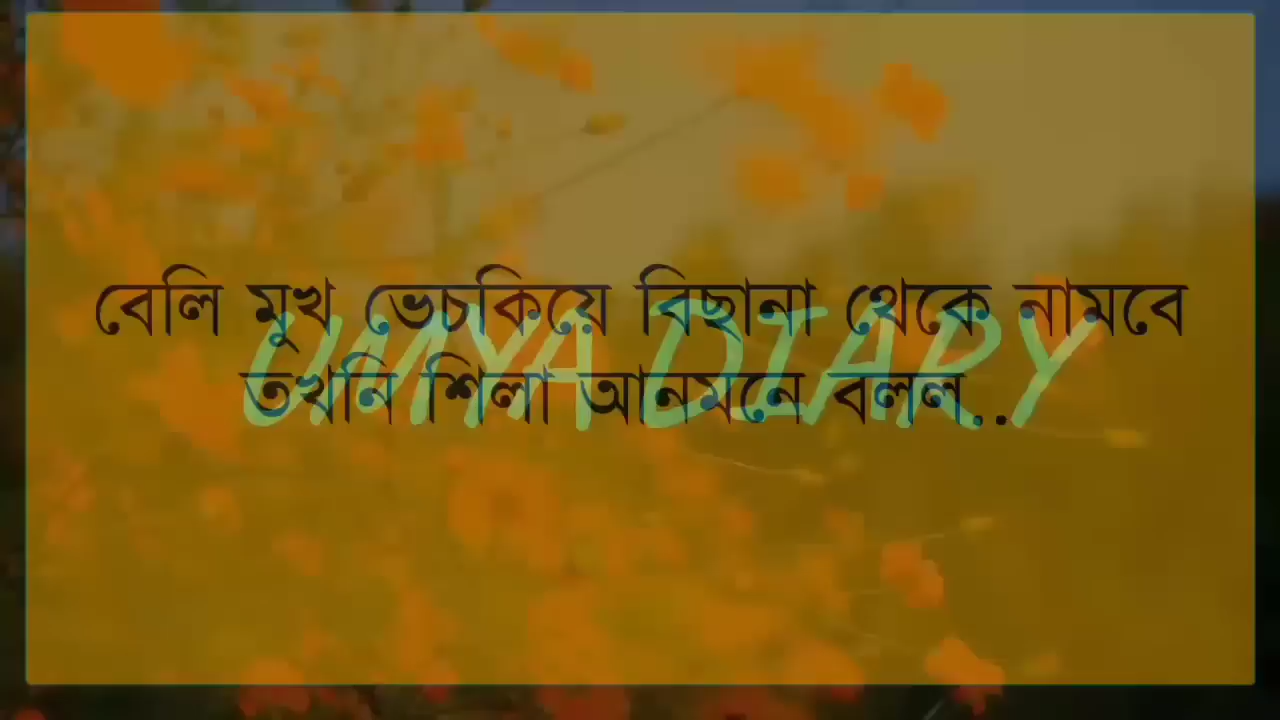 বেলি মুখ ভেচকিয়ে বিছানা থেকে নামবে
তখনি শিলা আনমনে বলল..
UMYA DIARY